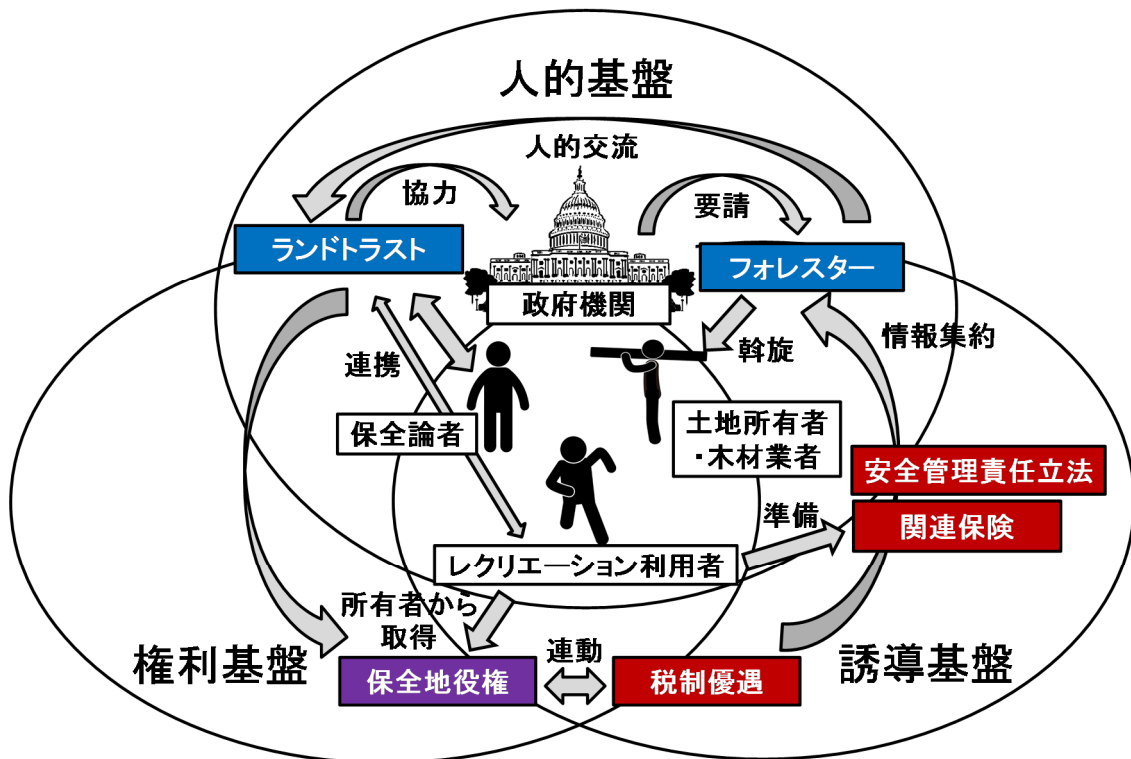 人的基盤
人的交流
協力
要請
ランドトラスト
フォレスター
政府機関
情報集約
斡旋
連携
保全論者
土地所有者
・木材業者
安全管理責任立法
関連保険
準備
レクリエーション利用者
所有者から
取得
権利基盤
連動
誘導基盤
保全地役権
税制優遇